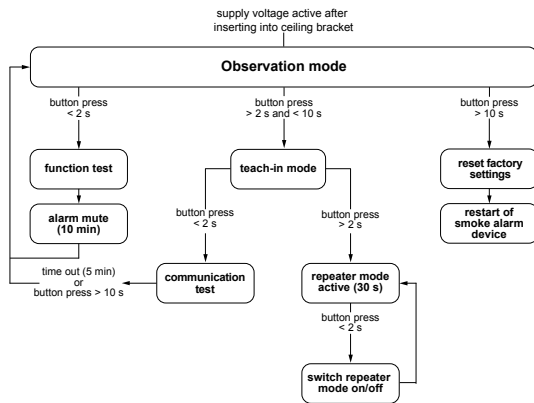 supply voltage active after
inserting into ceiling bracket
Observation mode
button press
< 2 s
button press
> 2 s and < 10 s
button press
> 10 s
function test
teach-in mode
reset factory
settings
alarm mute
(10 min)
button press
< 2 s
button press
> 2 s
restart of
smoke alarm
device
time out (5 min)
or
button press > 10 s
communication
test
repeater mode
active (30 s)
button press
< 2 s
switch repeater
mode on/off